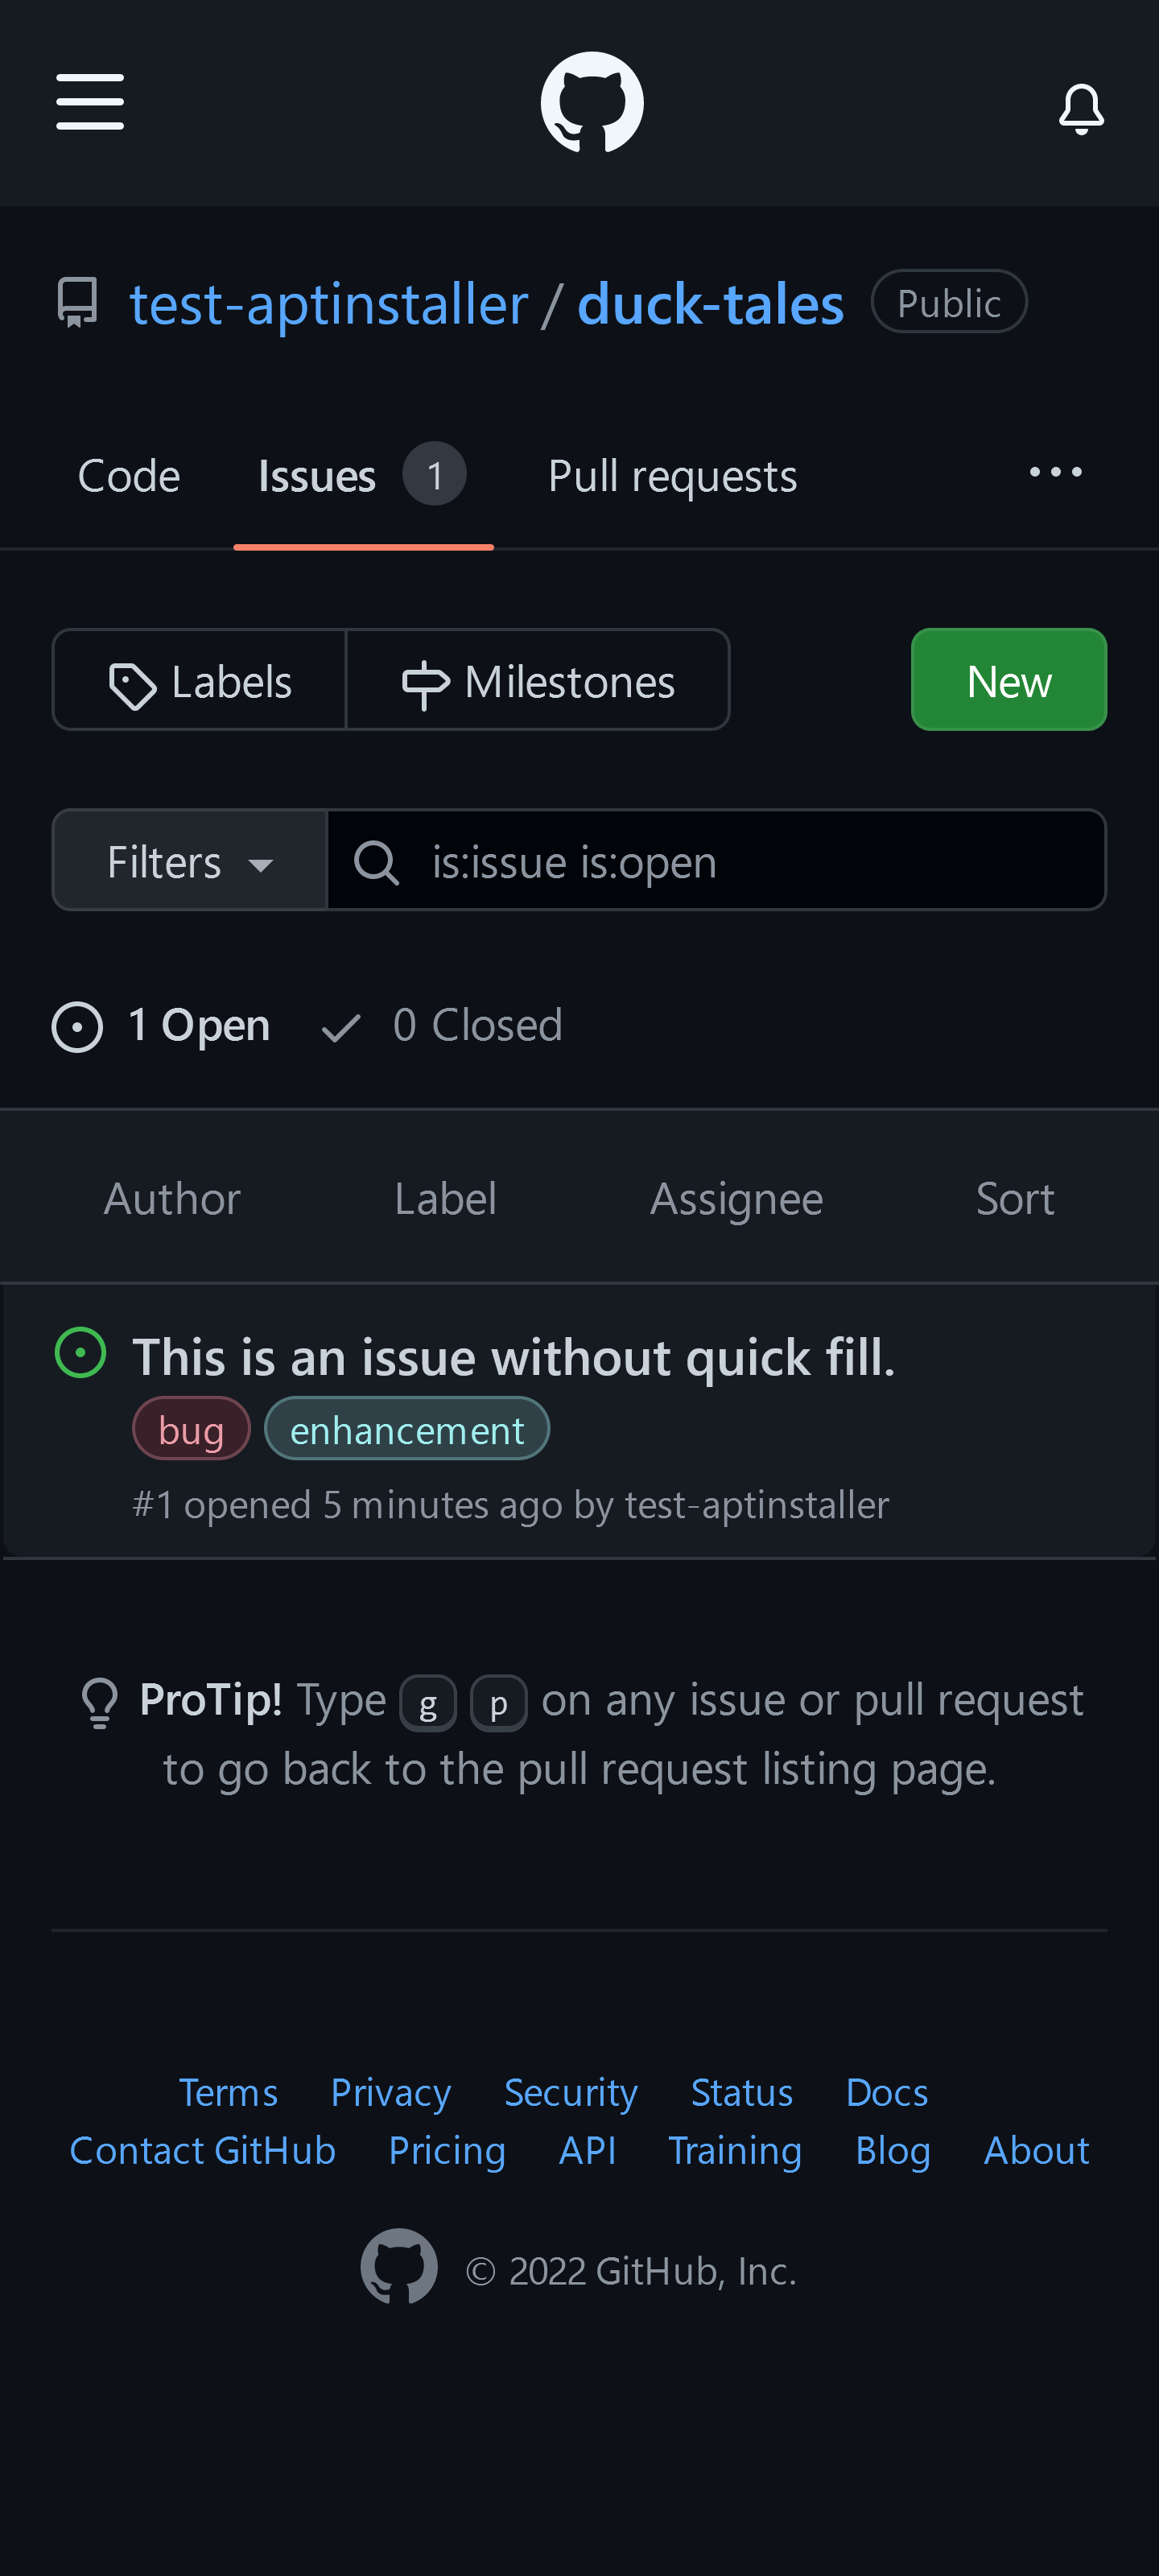 test-aptinstaller / duck-tales Public
Code Issues 1 Pull requests
Labels Milestones New
Filters is:issue is:open
1 Open 0 Closed
Author Label Assignee Sort
This is an issue without quick fill.
bug enhancement
#1 opened 5 minutes ago by test-aptinstaller
ProTip! Type g p on any issue or pull request
to go back to the pull request listing page.
Terms Privacy Security Status Docs
Contact GitHub Pricing API Training Blog About
© 2022 GitHub, Inc.